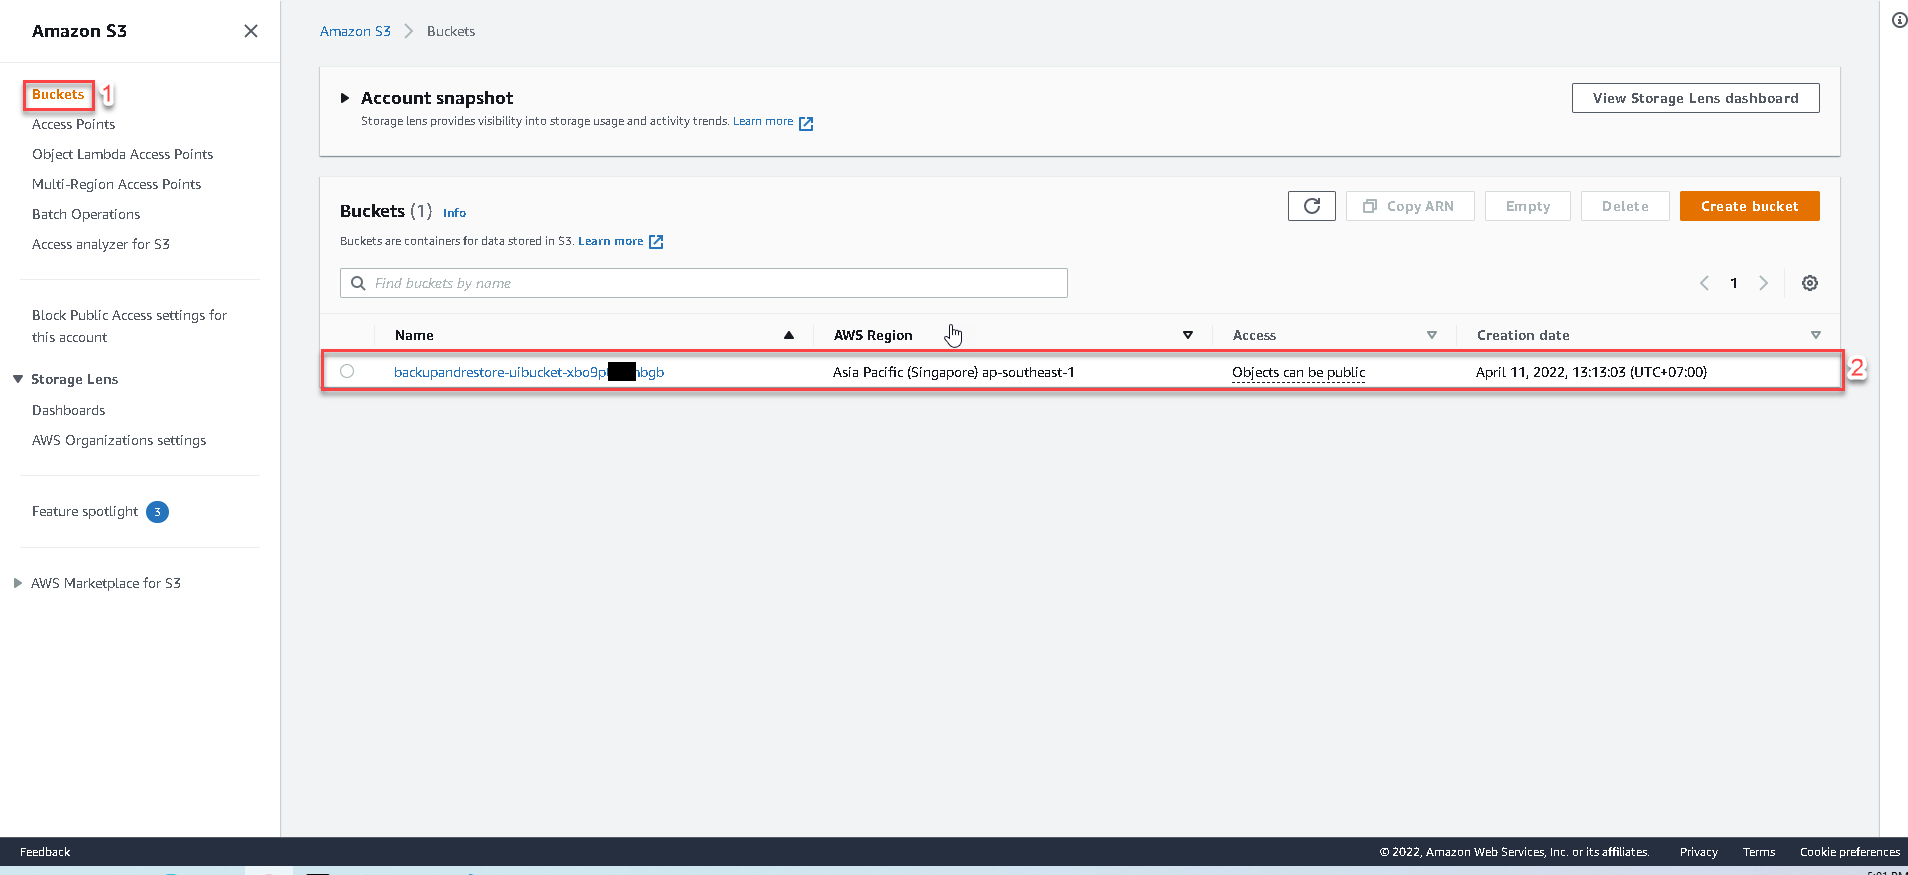 Amazon S3
Buckets 1
Access Points
Object Lambda Access Points
Multi-Region Access Points
Batch Operations
Access analyzer for S3
Block Public Access settings for
this account
Storage Lens
Dashboards
AWS Organizations settings
Feature spotlight 3
AWS Marketplace for S3
Amazon S3 Buckets
Account snapshot
View Storage Lens dashboard
Storage lens provides visibility into storage usage and activity trends. Learn more
Buckets (1) Info
Copy ARN Empty Delete Create bucket
Buckets are containers for data stored in S3. Learn more
Find buckets by name
1
Name AWS Region Access Creation date
backupandrestore-uibucket-xbo9p bgb Asia Pacific (Singapore) ap-southeast-1 Objects can be public April 11, 2022, 13:13:03 (UTC+07:00) 2
Feedback © 2022, Amazon Web Services, Inc. or its affiliates. Privacy Terms Cookie preferences